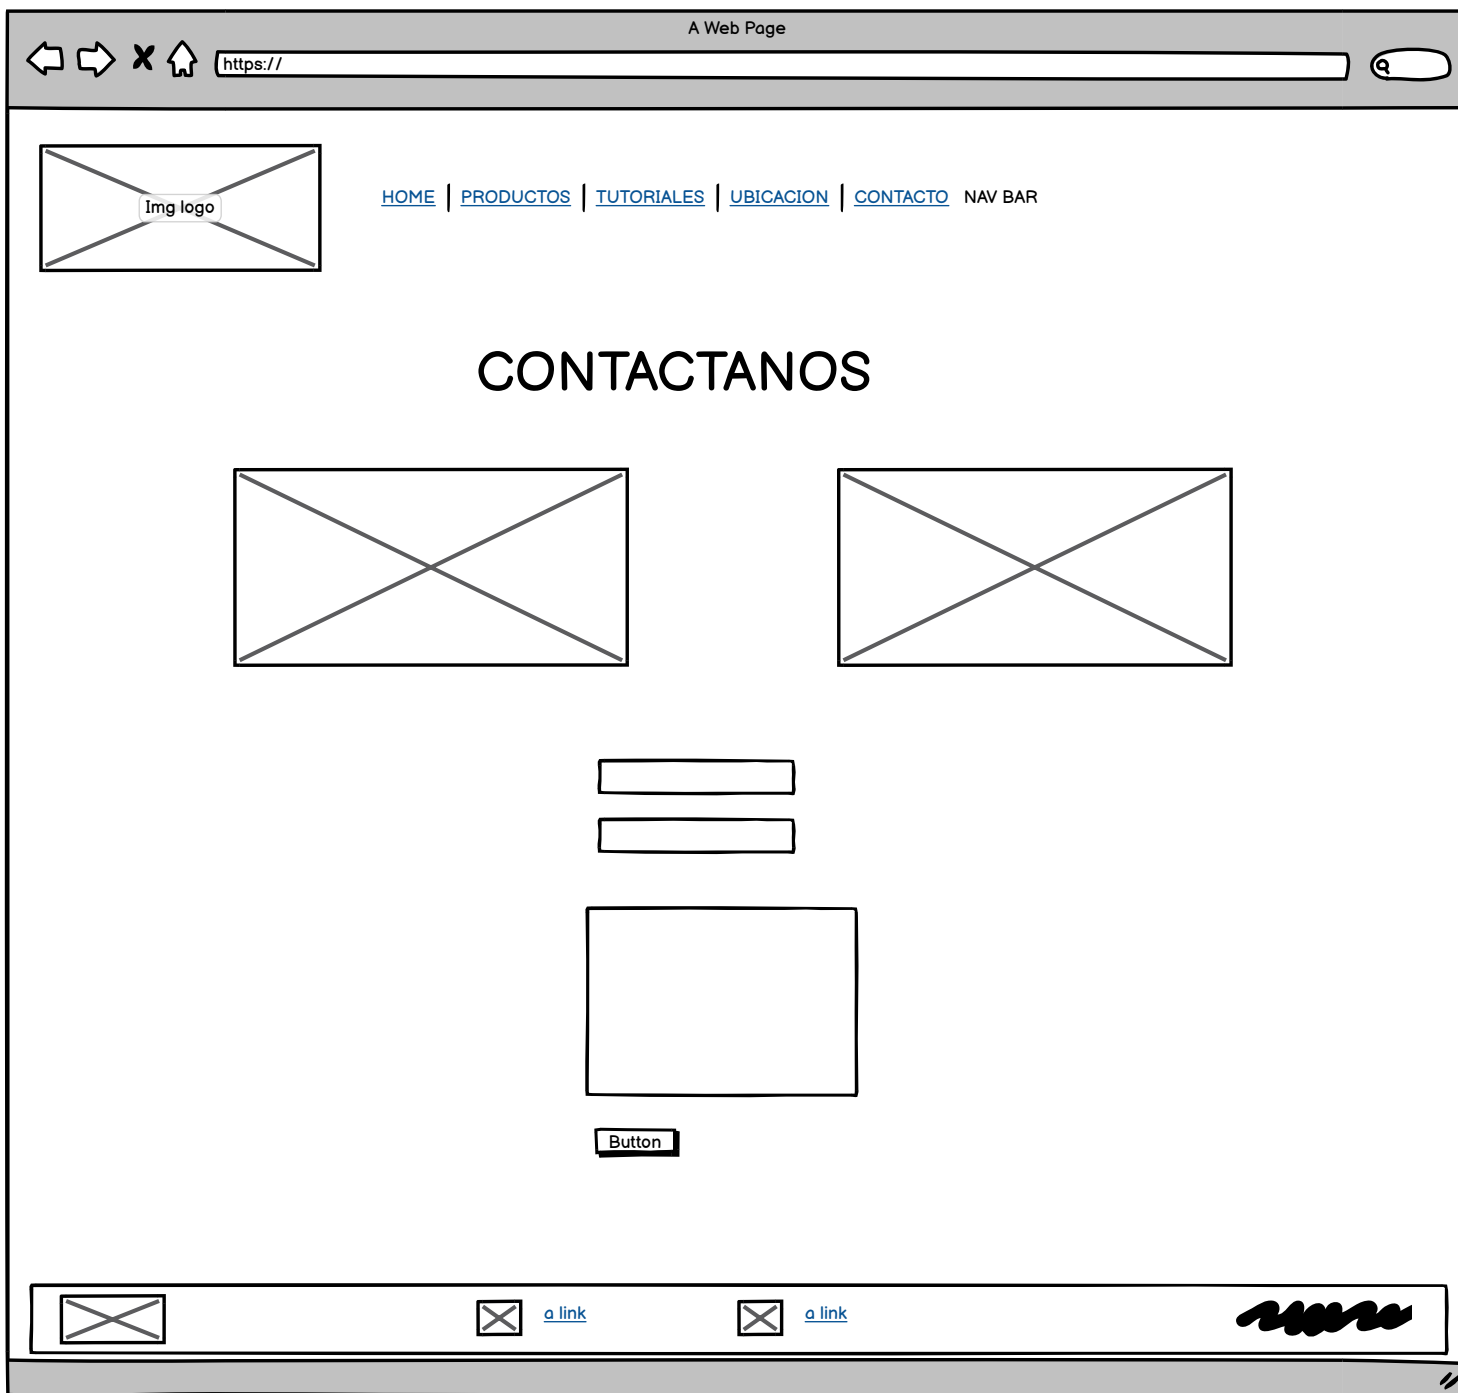 A Web Page
https://
Img logo
HOME PRODUCTOS TUTORIALES UBICACION CONTACTO NAV BAR
CONTACTANOS
Button
a link a link